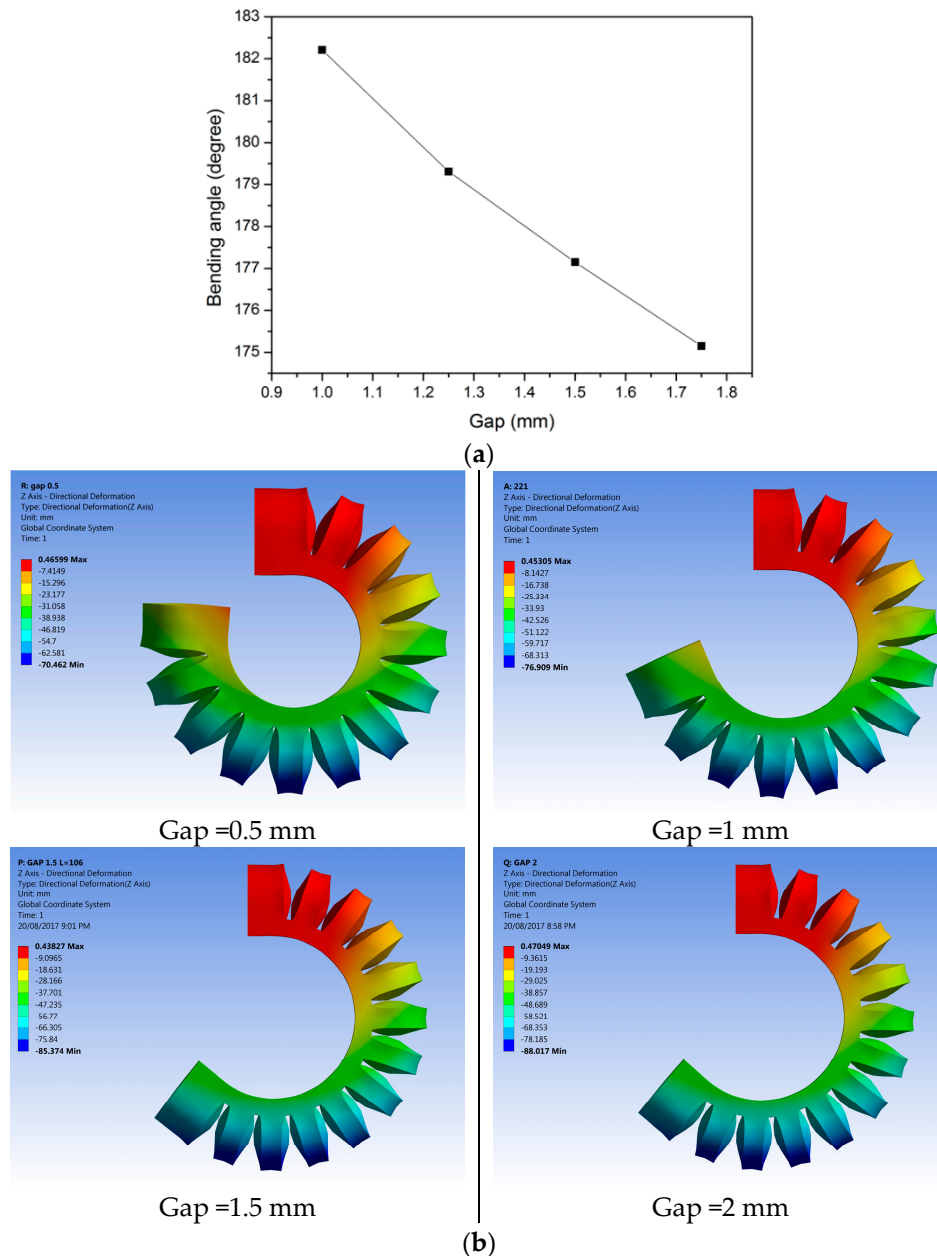 183
182
181
180
179
178
177
176
175
Bending angle (degree)
0.9 1.0 1.1 1.2 1.3 1.4 1.5 1.6 1.7 1.8
Gap (mm)
(a)
R: gap 0.5
Z Axis - Directional Deformation
Type: Directional Deformation(Z Axis)
Unit: mm
Global Coordinate System
Time: 1
0.46599 Max
-7.4149
-15.296
-23.177
-31.058
-38.938
-46.819
-54.7
-62.581
-70.462 Min
Gap =0.5 mm
A: 221
Z Axis - Directional Deformation
Type: Directional Deformation(Z Axis)
Unit: mm
Global Coordinate System
Time: 1
0.45305 Max
-8.1427
-16.738
-25.334
-33.93
-42.526
-51.122
-59.717
-68.313
-76.909 Min
Gap =1 mm
P: GAP 1.5 L=106
Z Axis - Directional Deformation
Type: Directional Deformation(Z Axis)
Unit: mm
Global Coordinate System
Time: 1
20/08/2017 9:01 PM
0.43827 Max
-9.0965
-18.631
-28.166
-37.701
-47.235
56.77
-66.305
-75.84
-85.374 Min
Gap =1.5 mm
Q: GAP 2
Z Axis - Directional Deformation
Type: Directional Deformation(Z Axis)
Unit: mm
Global Coordinate System
Time: 1
20/08/2017 8:58 PM
0.47049 Max
-9.3615
-19.193
-29.025
-38.857
-48.689
58.521
-68.353
-78.185
-88.017 Min
Gap =2 mm
(b)